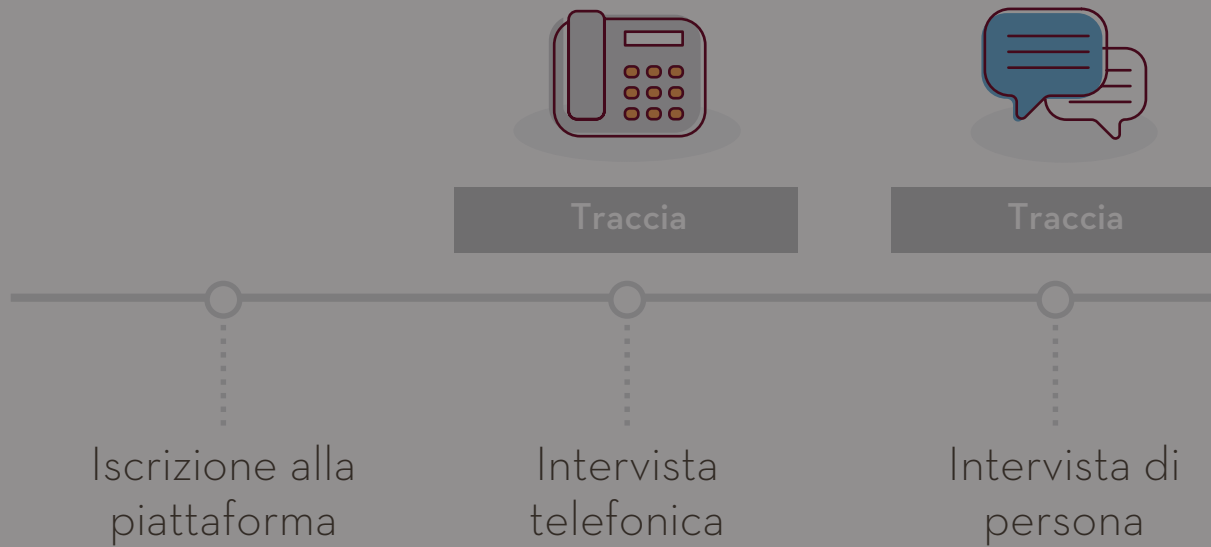 Traccia
Traccia
Iscrizione alla
piattaforma
Intervista
telefonica
Intervista di
persona